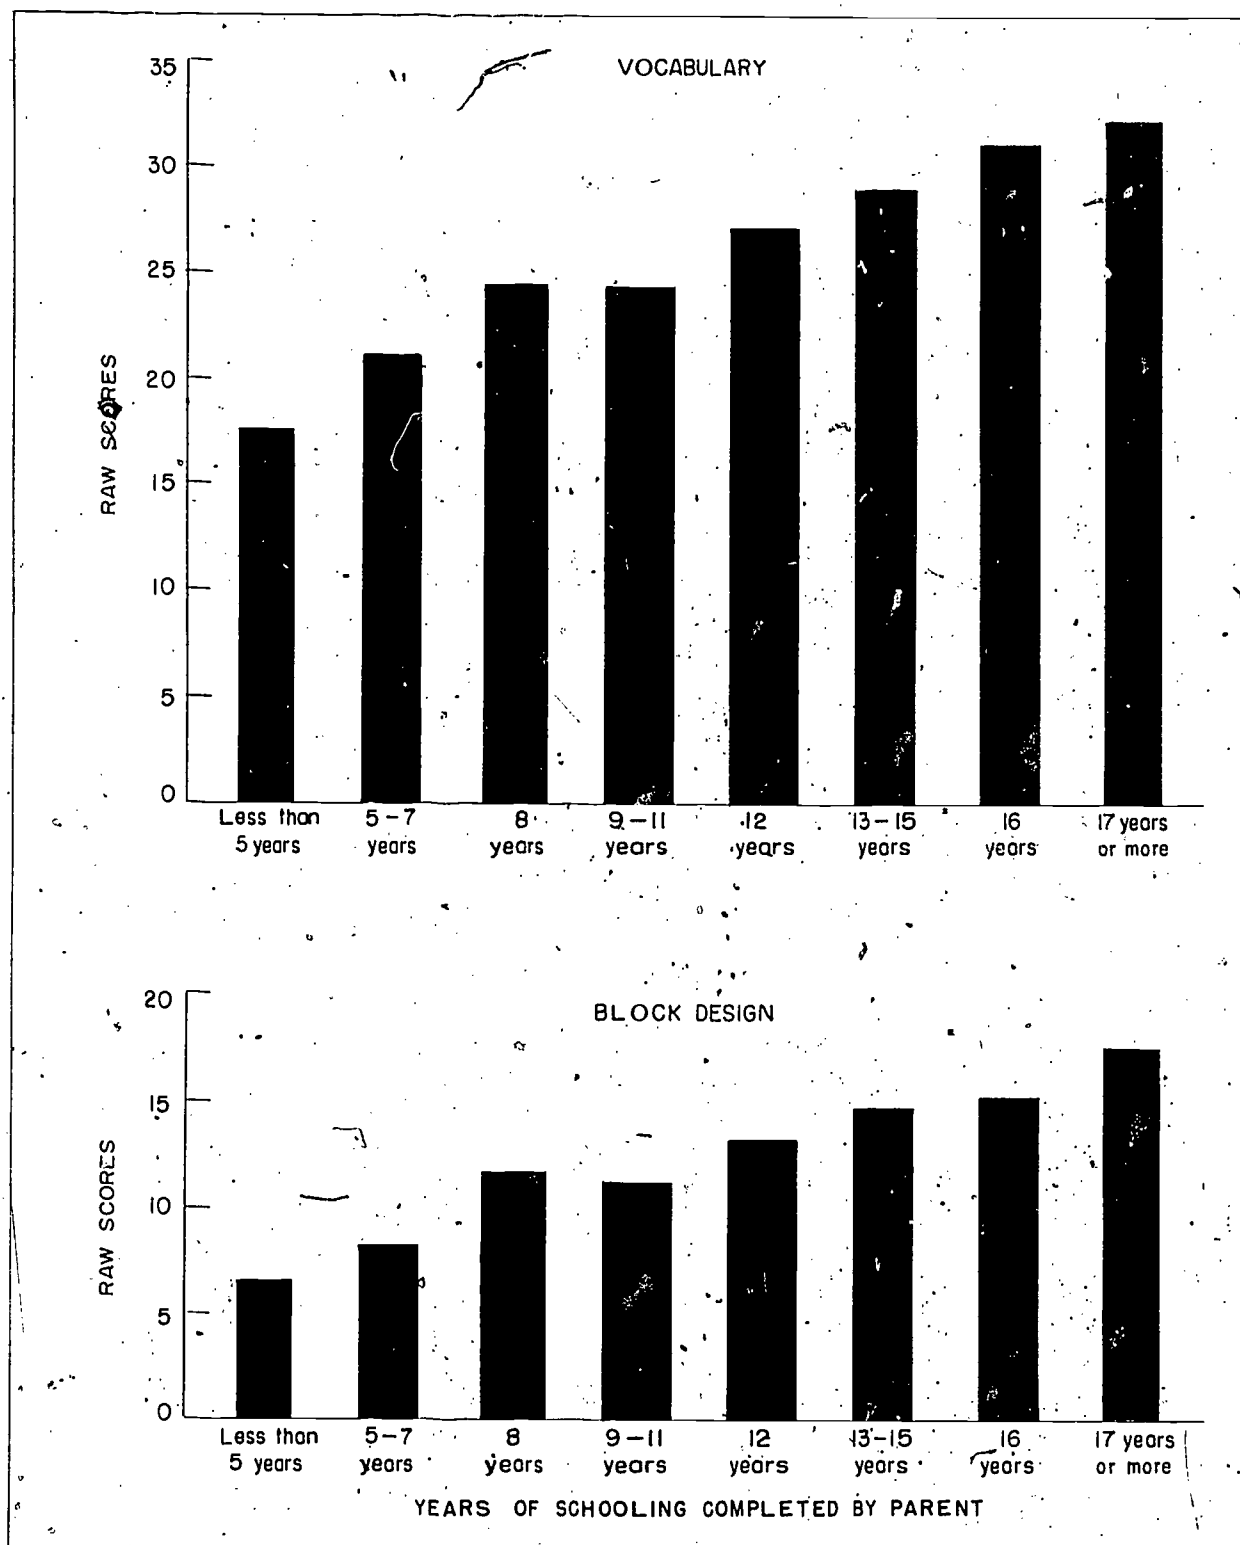 VOCABULARY
35
30
25
20
15
10
5
0
RAW SCORES
Less than 5-7 8 9-11 12 13-15 16 17 years
5 years years years years years years years or more
BLOCK DESIGN
20
15
10
5
0
RAW SCORES
Less than 5-7 8 9-11 12 13-15 16 17 years
5 years years years years years years years or more
YEARS OF SCHOOLING COMPLETED BY PARENT